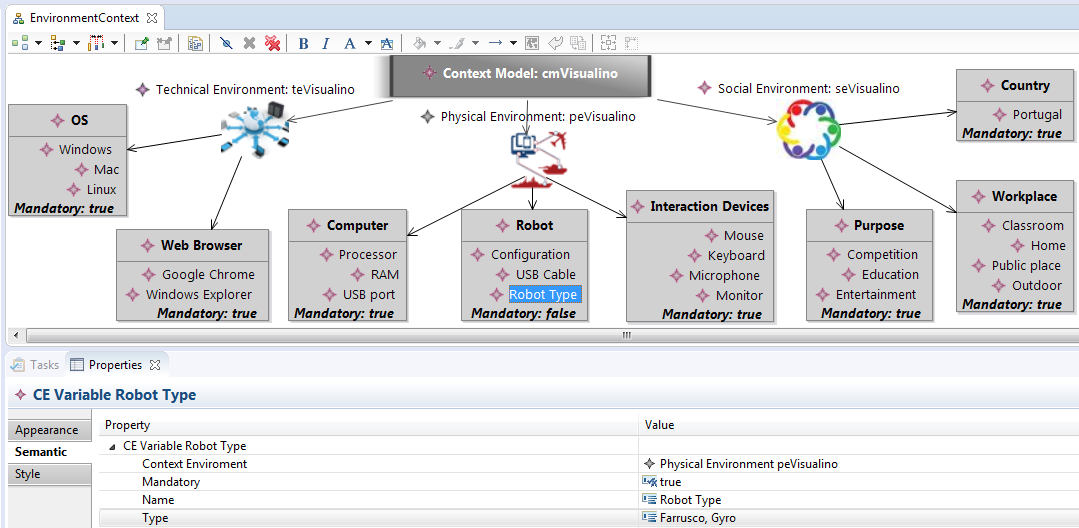 EnvironmentContext
B I A A
Context Model: cmVisualino
Technical Environment: teVisualino
Physical Environment: peVisualino
Social Environment: seVisualino
OS
Windows
Mac
Linux
Mandatory: true
Web Browser
Google Chrome
Windows Explorer
Mandatory: true
Computer
Processor
RAM
USB port
Mandatory: true
Robot
Configuration
USB Cable
Robot Type
Mandatory: false
Interaction Devices
Mouse
Keyboard
Microphone
Monitor
Mandatory: true
Purpose
Competition
Education
Entertainment
Mandatory: true
Country
Portugal
Mandatory: true
Workplace
Classroom
Home
Public place
Outdoor
Mandatory: true
Tasks Properties
CE Variable Robot Type
Appearance
Semantic
Style
Property Value
CE Variable Robot Type
Context Enviroment Physical Environment peVisualino
Mandatory true
Name Robot Type
Type Farrusco, Gyro